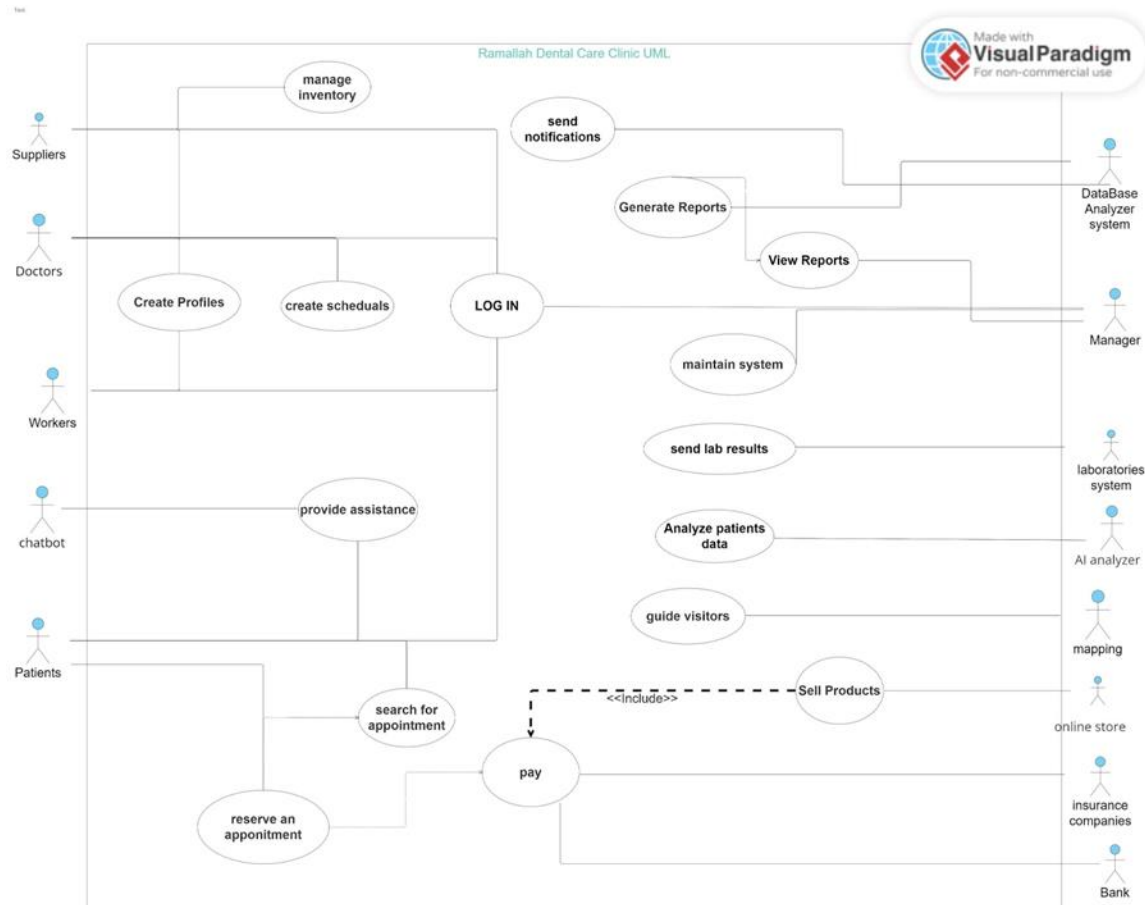 Text
Ramallah Dental Care Clinic UML
Made with
Visual Paradigm
For non-commercial use
manage
inventory
send
notifications
Suppliers
DataBase
Analyzer
system
Generate Reports
View Reports
Doctors
Create Profiles
create scheduals
LOG IN
Manager
maintain system
Workers
send lab results
laboratories
system
provide assistance
chatbot
Analyze patients
data
AI analyzer
guide visitors
mapping
Patients
Sell Products
<<Include>>
online store
search for
appointment
pay
insurance
companies
reserve an
apponitment
Bank